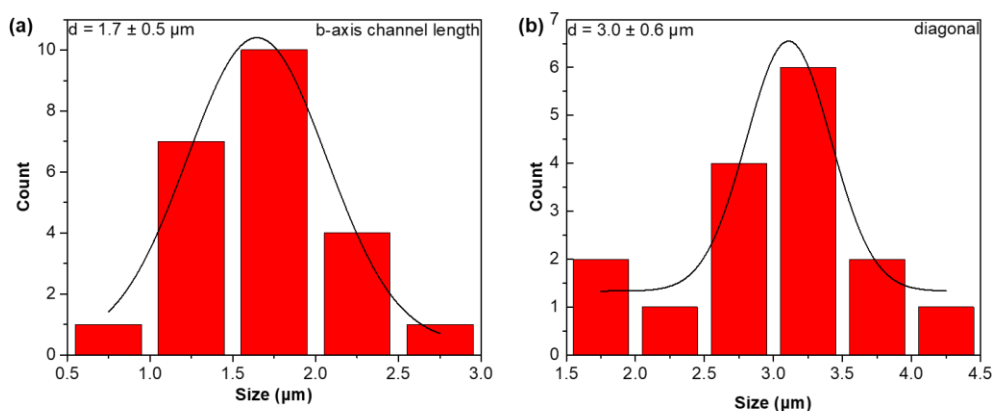 (a)
d = 1.7 ± 0.5 µm
b-axis channel length
10
8
6
4
2
0
Count
0.5 1.0 1.5 2.0 2.5 3.0
Size (µm)
(b)
d = 3.0 ± 0.6 µm
diagonal
7
6
5
4
3
2
1
0
Count
1.5 2.0 2.5 3.0 3.5 4.0 4.5
Size (µm)